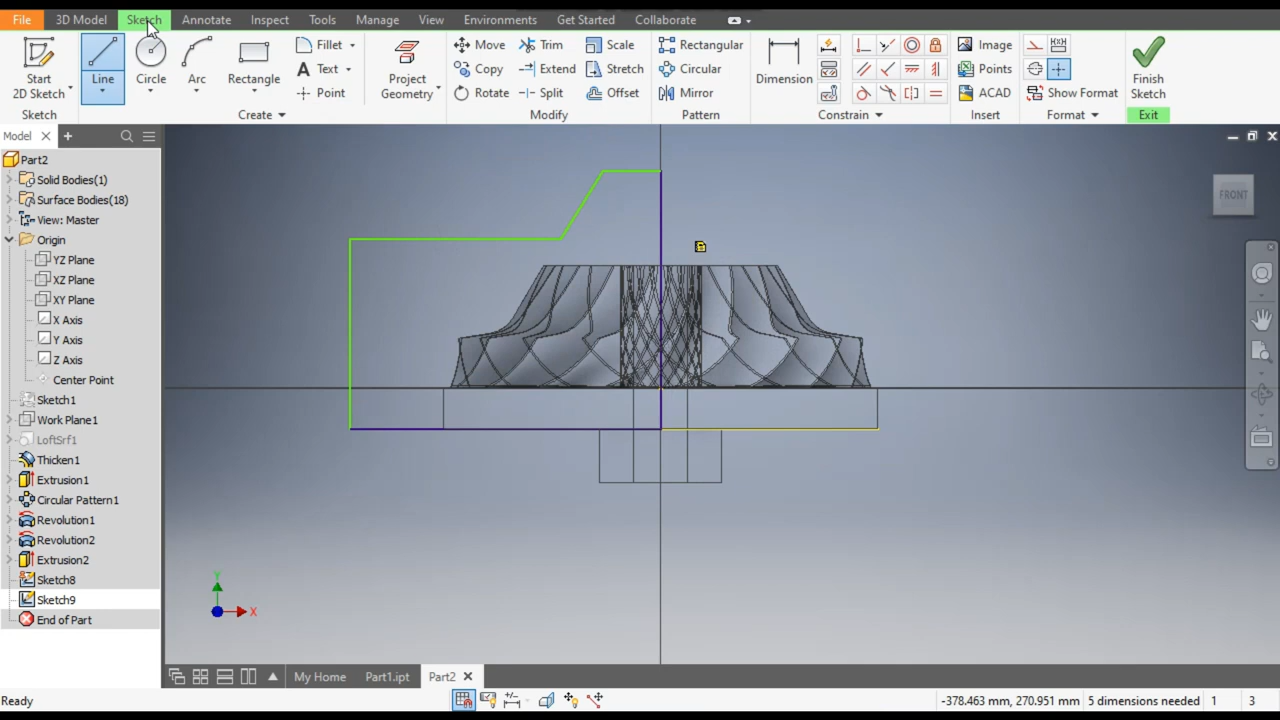 File 3D Model Sketch Annotate Inspect Tools Manage View Environments Get Started Collaborate
Start 2D Sketch Line Circle Arc Rectangle Fillet Text Point Project Geometry Move Copy Rotate Trim Extend Split Scale Stretch Offset Rectangular Circular Mirror Dimension Image Points ACAD Show Format Finish Sketch
Sketch Create Modify Pattern Constrain Insert Format Exit
Model
Part2
Solid Bodies(1)
Surface Bodies(18)
View: Master
Origin
YZ Plane
XZ Plane
XY Plane
X Axis
Y Axis
Z Axis
Center Point
Sketch1
Work Plane1
LoftSrf1
Thicken1
Extrusion1
Circular Pattern1
Revolution1
Revolution2
Extrusion2
Sketch8
Sketch9
End of Part
FRONT
Y
X
My Home Part1.ipt Part2
Ready -378.463 mm, 270.951 mm 5 dimensions needed 1 3